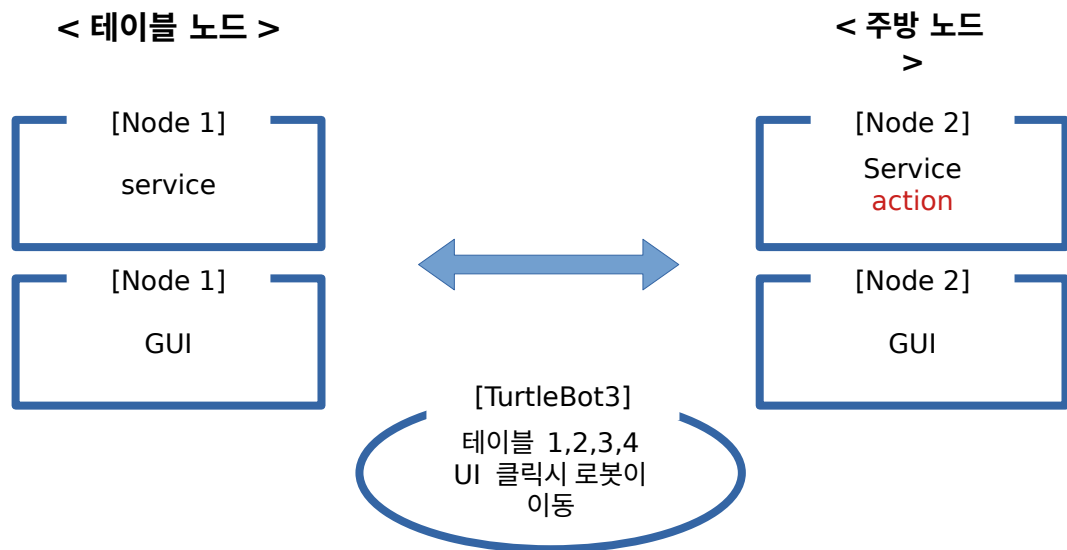 < 테이블 노드 >
< 주방 노드
>
[Node 1]
service
[Node 2]
Service
action
[Node 1]
GUI
[Node 2]
GUI
[TurtleBot3]
테이블 1,2,3,4
UI 클릭시 로봇이
이동